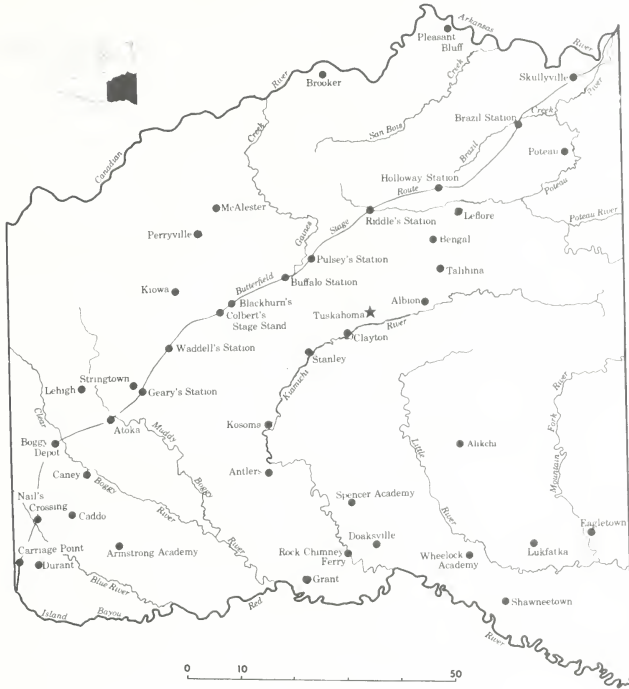 Arkansas
Pleasant
Bluff
River
Creek
Skullyville
Brooker
River
River
Creek
Brazil Station
Creek
San Bois
Brazil
Poteau
Canadian
Holloway Station
Poteau
Route
McAlester
Riddle's Station
Leflore
Stage
Poteau River
Perryville
Gaines
Bengal
Pulsey's Station
Talihina
Buffalo Station
Butterfield
Kiowa
Blackhurn's
Albion
Colbert's
Stage Stand
Tuskahoma
River
Clayton
Waddell's Station
Stanley
Kiamichi
Stringtown
Lehigh
Geary's Station
River
Clear
Atoka
Muddy
Kosoma
Fork
Boggy
Depot
Little
Alikchi
Mountain
Caney
Boggy
Boggy
Antlers
Nail's
Crossing
River
Spencer Academy
Caddo
River
River
Eagletown
Doaksville
Carriage Point
Armstrong Academy
Rock Chimney
Ferry
Wheelock
Academy
Lukfatka
Durant
Blue River
Grant
Island
Bayou
Red
Shawneetown
River
0 10 50